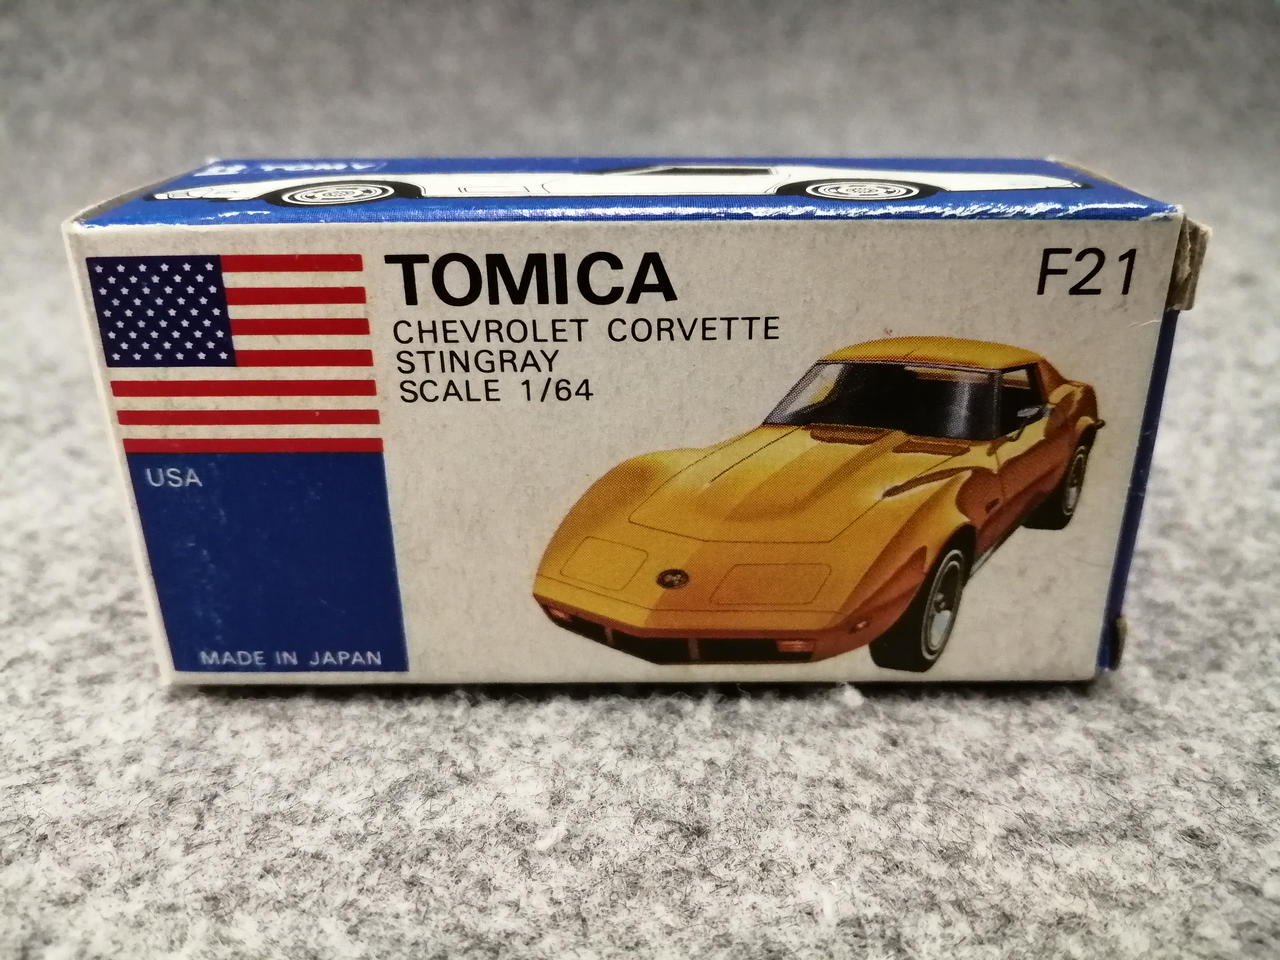 TOMICA
F21
CHEVROLET CORVETTE
STINGRAY
SCALE 1/64
USA
MADE IN JAPAN